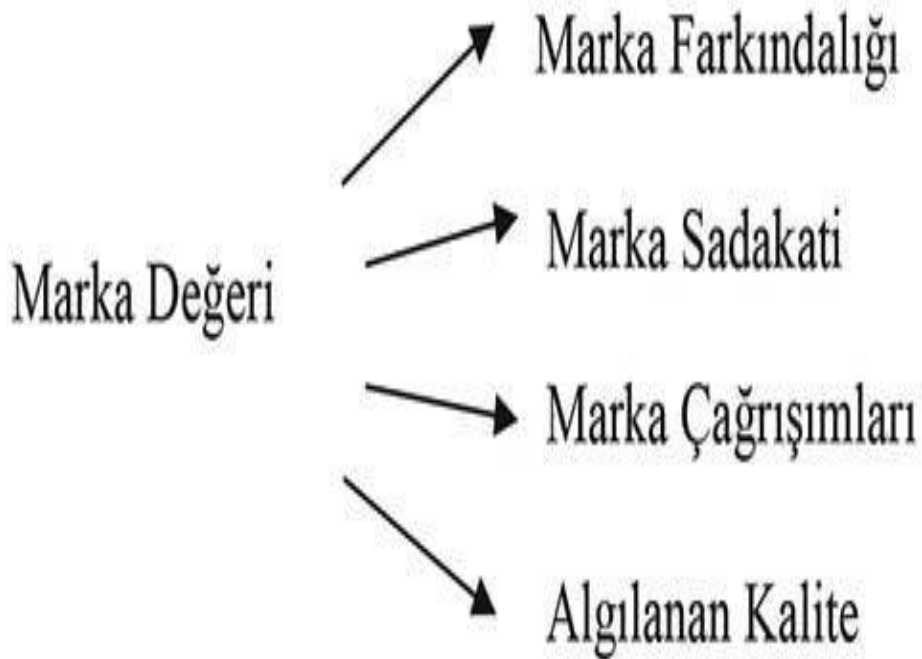 Marka Değeri
Marka Farkındalığı
Marka Sadakati
Marka Çağrışımları
Algılanan Kalite